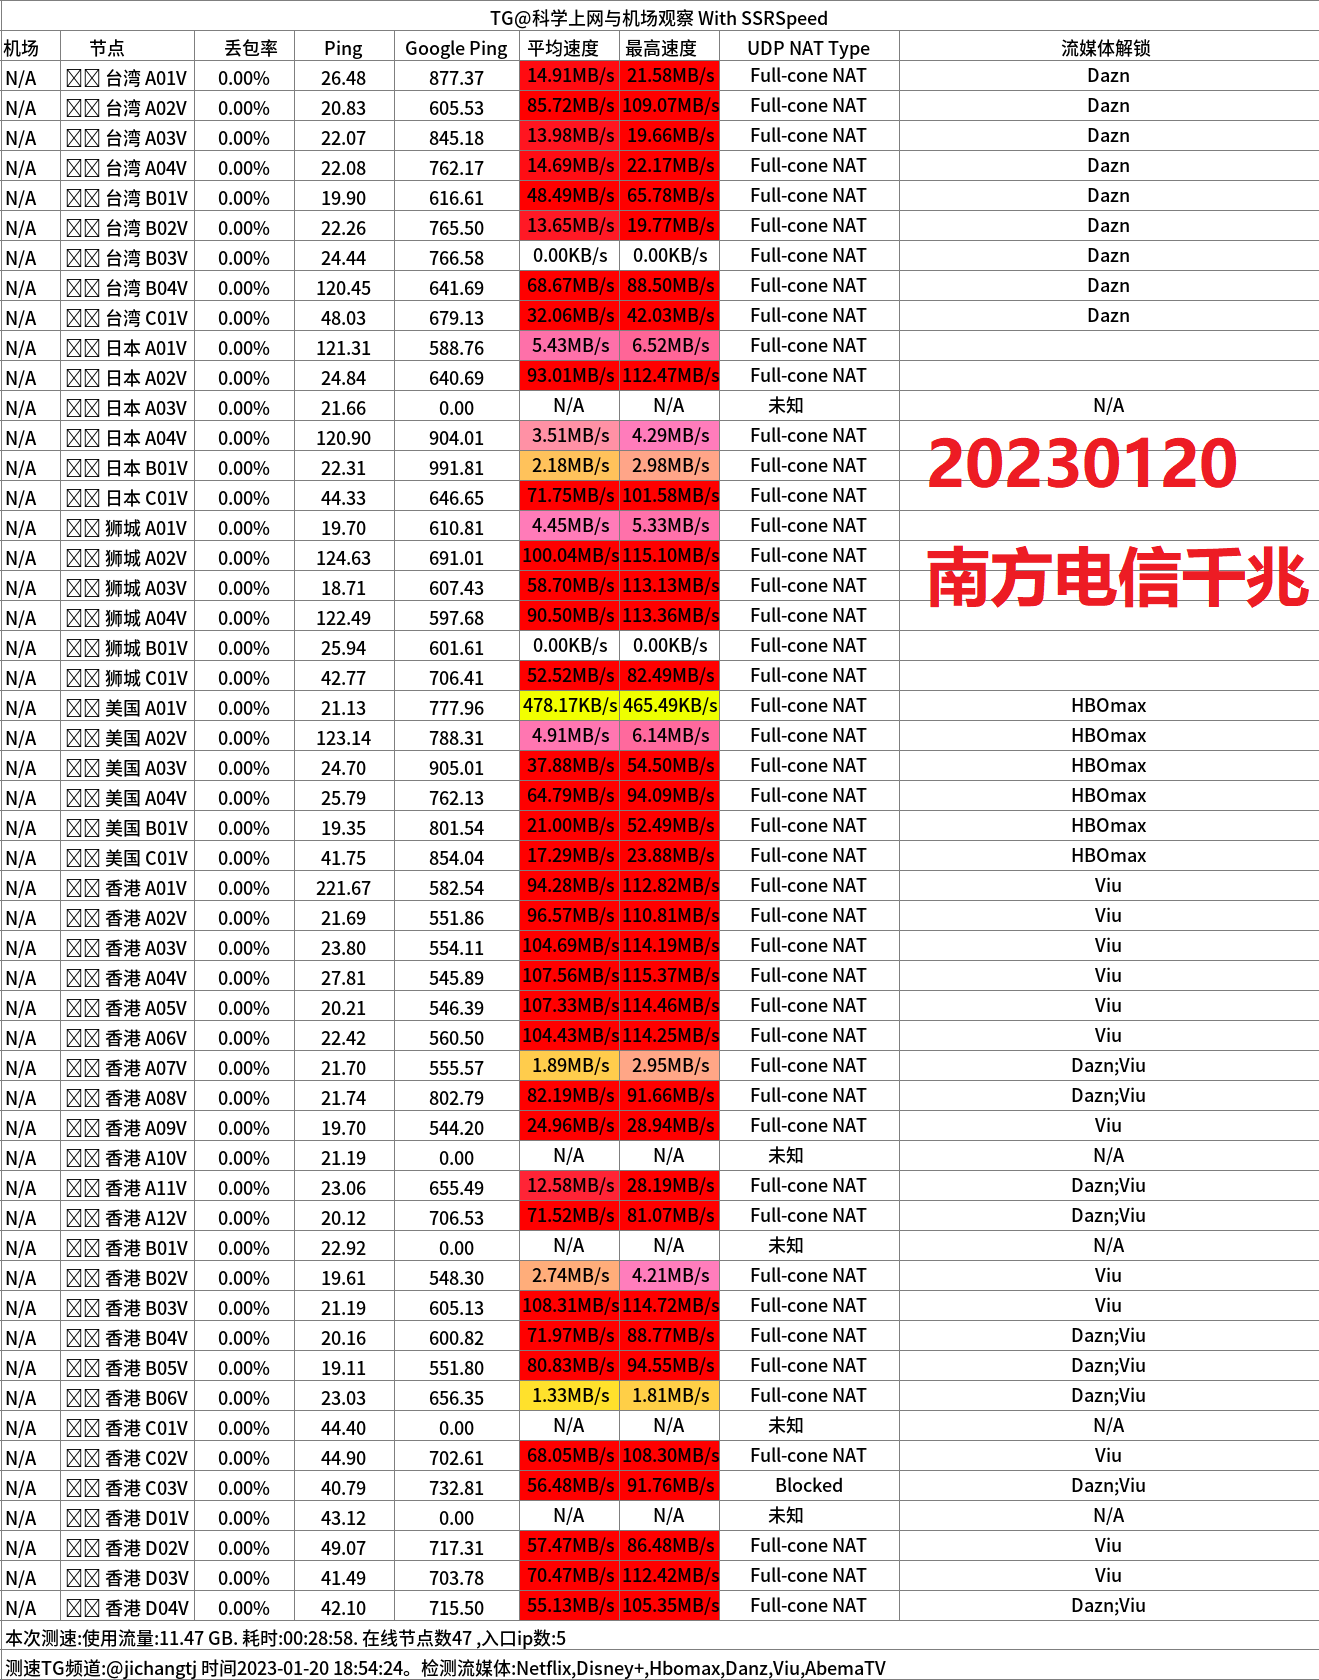 TG@科学上网与机场观察 With SSRSpeed
机场 节点 丢包率 Ping Google Ping 平均速度 最高速度 UDP NAT Type 流媒体解锁
N/A 台湾 A01V 0.00% 26.48 877.37 14.91MB/s 21.58MB/s Full-cone NAT Dazn
N/A 台湾 A02V 0.00% 20.83 605.53 85.72MB/s 109.07MB/s Full-cone NAT Dazn
N/A 台湾 A03V 0.00% 22.07 845.18 13.98MB/s 19.66MB/s Full-cone NAT Dazn
N/A 台湾 A04V 0.00% 22.08 762.17 14.69MB/s 22.17MB/s Full-cone NAT Dazn
N/A 台湾 B01V 0.00% 19.90 616.61 48.49MB/s 65.78MB/s Full-cone NAT Dazn
N/A 台湾 B02V 0.00% 22.26 765.50 13.65MB/s 19.77MB/s Full-cone NAT Dazn
N/A 台湾 B03V 0.00% 24.44 766.58 0.00KB/s 0.00KB/s Full-cone NAT Dazn
N/A 台湾 B04V 0.00% 120.45 641.69 68.67MB/s 88.50MB/s Full-cone NAT Dazn
N/A 台湾 C01V 0.00% 48.03 679.13 32.06MB/s 42.03MB/s Full-cone NAT Dazn
N/A 日本 A01V 0.00% 121.31 588.76 5.43MB/s 6.52MB/s Full-cone NAT
N/A 日本 A02V 0.00% 24.84 640.69 93.01MB/s 112.47MB/s Full-cone NAT
N/A 日本 A03V 0.00% 21.66 0.00 N/A N/A 未知 N/A
N/A 日本 A04V 0.00% 120.90 904.01 3.51MB/s 4.29MB/s Full-cone NAT
N/A 日本 B01V 0.00% 22.31 991.81 2.18MB/s 2.98MB/s Full-cone NAT
20230120
N/A 日本 C01V 0.00% 44.33 646.65 71.75MB/s 101.58MB/s Full-cone NAT
N/A 狮城 A01V 0.00% 19.70 610.81 4.45MB/s 5.33MB/s Full-cone NAT
N/A 狮城 A02V 0.00% 124.63 691.01 100.04MB/s 115.10MB/s Full-cone NAT
N/A 狮城 A03V 0.00% 18.71 607.43 58.70MB/s 113.13MB/s Full-cone NAT
南方电信千兆
N/A 狮城 A04V 0.00% 122.49 597.68 90.50MB/s 113.36MB/s Full-cone NAT
N/A 狮城 B01V 0.00% 25.94 601.61 0.00KB/s 0.00KB/s Full-cone NAT
N/A 狮城 C01V 0.00% 42.77 706.41 52.52MB/s 82.49MB/s Full-cone NAT
N/A 美国 A01V 0.00% 21.13 777.96 478.17KB/s 465.49KB/s Full-cone NAT HBOmax
N/A 美国 A02V 0.00% 123.14 788.31 4.91MB/s 6.14MB/s Full-cone NAT HBOmax
N/A 美国 A03V 0.00% 24.70 905.01 37.88MB/s 54.50MB/s Full-cone NAT HBOmax
N/A 美国 A04V 0.00% 25.79 762.13 64.79MB/s 94.09MB/s Full-cone NAT HBOmax
N/A 美国 B01V 0.00% 19.35 801.54 21.00MB/s 52.49MB/s Full-cone NAT HBOmax
N/A 美国 C01V 0.00% 41.75 854.04 17.29MB/s 23.88MB/s Full-cone NAT HBOmax
N/A 香港 A01V 0.00% 221.67 582.54 94.28MB/s 112.82MB/s Full-cone NAT Viu
N/A 香港 A02V 0.00% 21.69 551.86 96.57MB/s 110.81MB/s Full-cone NAT Viu
N/A 香港 A03V 0.00% 23.80 554.11 104.69MB/s 114.19MB/s Full-cone NAT Viu
N/A 香港 A04V 0.00% 27.81 545.89 107.56MB/s 115.37MB/s Full-cone NAT Viu
N/A 香港 A05V 0.00% 20.21 546.39 107.33MB/s 114.46MB/s Full-cone NAT Viu
N/A 香港 A06V 0.00% 22.42 560.50 104.43MB/s 114.25MB/s Full-cone NAT Viu
N/A 香港 A07V 0.00% 21.70 555.57 1.89MB/s 2.95MB/s Full-cone NAT Dazn;Viu
N/A 香港 A08V 0.00% 21.74 802.79 82.19MB/s 91.66MB/s Full-cone NAT Dazn;Viu
N/A 香港 A09V 0.00% 19.70 544.20 24.96MB/s 28.94MB/s Full-cone NAT Viu
N/A 香港 A10V 0.00% 21.19 0.00 N/A N/A 未知 N/A
N/A 香港 A11V 0.00% 23.06 655.49 12.58MB/s 28.19MB/s Full-cone NAT Dazn;Viu
N/A 香港 A12V 0.00% 20.12 706.53 71.52MB/s 81.07MB/s Full-cone NAT Dazn;Viu
N/A 香港 B01V 0.00% 22.92 0.00 N/A N/A 未知 N/A
N/A 香港 B02V 0.00% 19.61 548.30 2.74MB/s 4.21MB/s Full-cone NAT Viu
N/A 香港 B03V 0.00% 21.19 605.13 108.31MB/s 114.72MB/s Full-cone NAT Viu
N/A 香港 B04V 0.00% 20.16 600.82 71.97MB/s 88.77MB/s Full-cone NAT Dazn;Viu
N/A 香港 B05V 0.00% 19.11 551.80 80.83MB/s 94.55MB/s Full-cone NAT Dazn;Viu
N/A 香港 B06V 0.00% 23.03 656.35 1.33MB/s 1.81MB/s Full-cone NAT Dazn;Viu
N/A 香港 C01V 0.00% 44.40 0.00 N/A N/A 未知 N/A
N/A 香港 C02V 0.00% 44.90 702.61 68.05MB/s 108.30MB/s Full-cone NAT Viu
N/A 香港 C03V 0.00% 40.79 732.81 56.48MB/s 91.76MB/s Blocked Dazn;Viu
N/A 香港 D01V 0.00% 43.12 0.00 N/A N/A 未知 N/A
N/A 香港 D02V 0.00% 49.07 717.31 57.47MB/s 86.48MB/s Full-cone NAT Viu
N/A 香港 D03V 0.00% 41.49 703.78 70.47MB/s 112.42MB/s Full-cone NAT Viu
N/A 香港 D04V 0.00% 42.10 715.50 55.13MB/s 105.35MB/s Full-cone NAT Dazn;Viu
本次测速:使用流量:11.47 GB. 耗时:00:28:58. 在线节点数47 ,入口ip数:5
测速TG频道:@jichangtj 时间2023-01-20 18:54:24。检测流媒体:Netflix,Disney+,Hbomax,Danz,Viu,AbemaTV